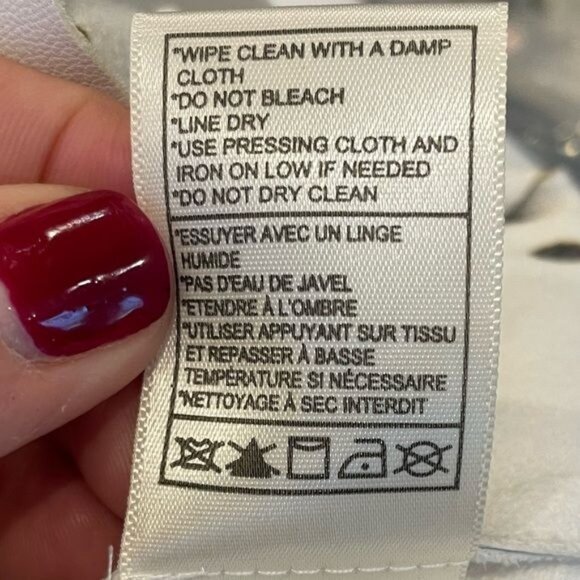 *WIPE CLEAN WITH A DAMP
CLOTH
*DO NOT BLEACH
*LINE DRY
*USE PRESSING CLOTH AND
IRON ON LOW IF NEEDED
*DO NOT DRY CLEAN
*ESSUYER AVEC UN LINGE
HUMIDE
*PAS D'EAU DE JAVEL
*ETENDRE À L'OMBRE
*UTILISER APPUYANT SUR TISSU
ET REPASSER À BASSE
TEMPÉRATURE SI NÉCESSAIRE
*NETTOYAGE À SEC INTERDIT